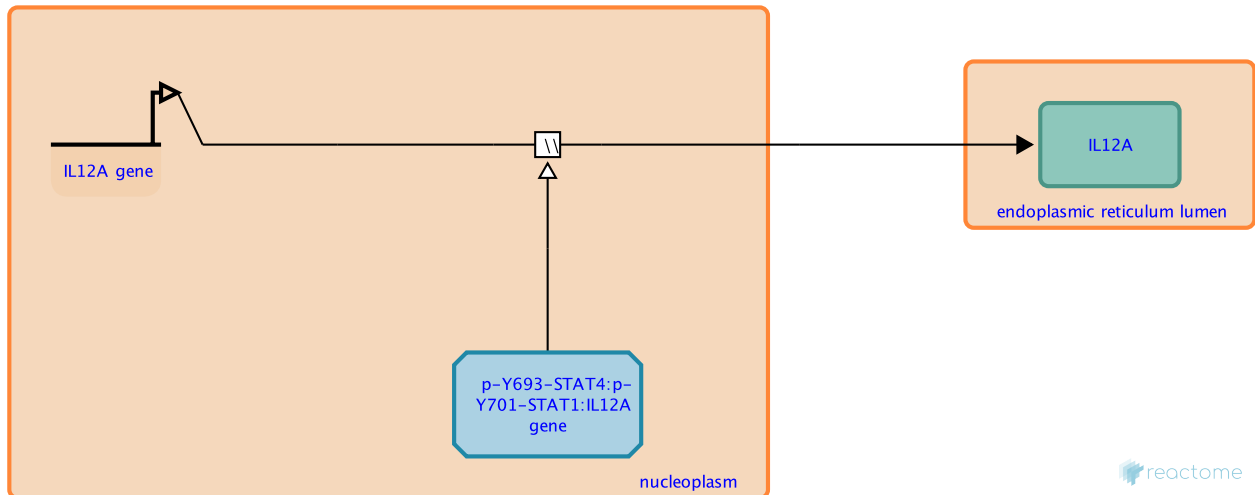 IL12A gene
\\
IL12A
endoplasmic reticulum lumen
p-Y693-STAT4:p-
Y701-STAT1:IL12A
gene
nucleoplasm
reactome